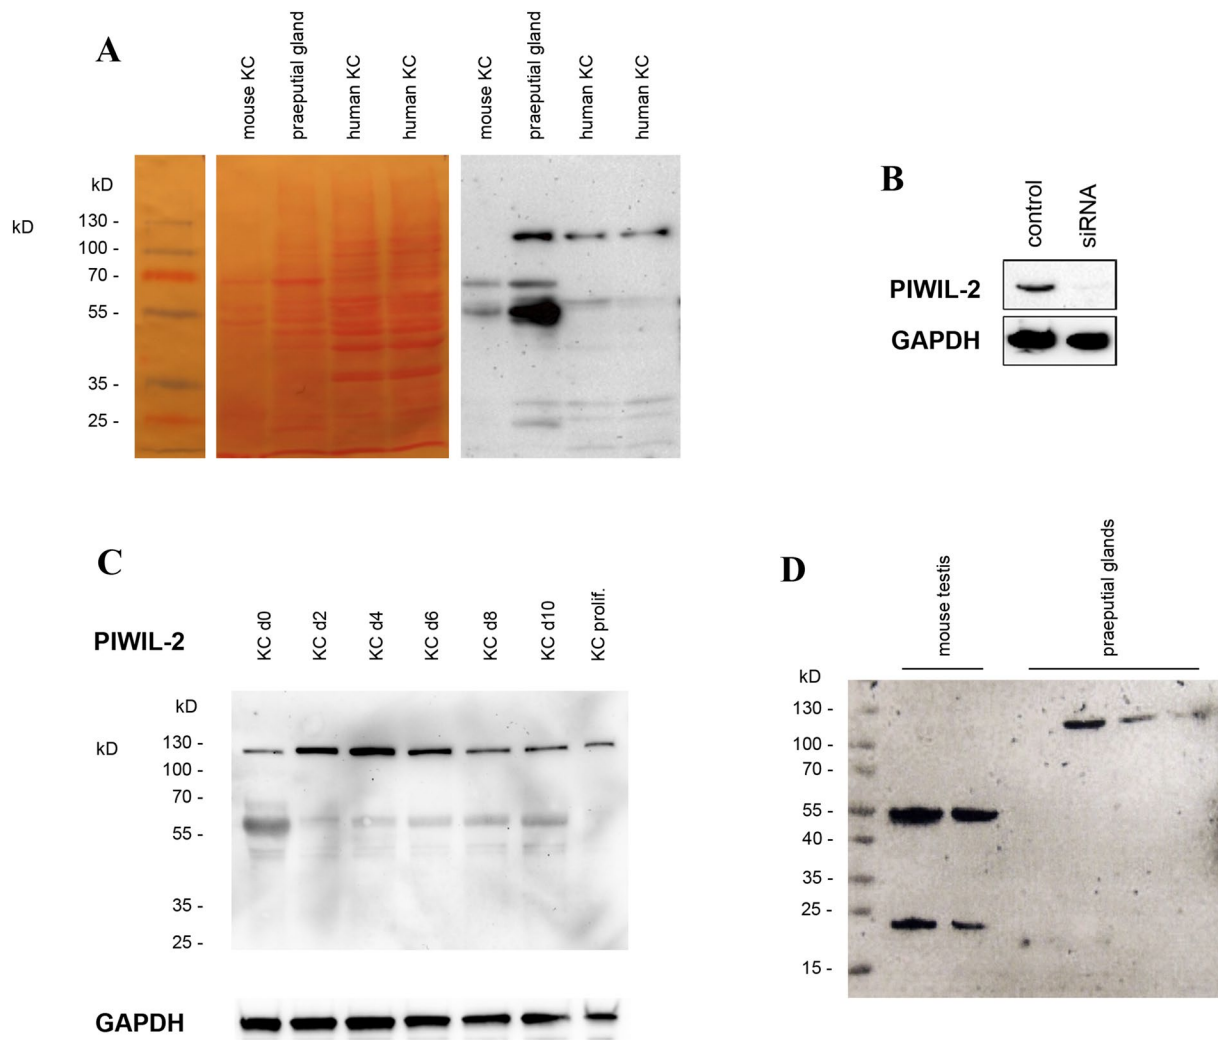 A
mouse KC
praeputial gland
human KC
human KC
mouse KC
praeputial gland
human KC
human KC
kD
kD
130 -
100 -
70 -
55 -
35 -
25 -
B
control
siRNA
PIWIL-2
GAPDH
C
PIWIL-2
KC d0
KC d2
KC d4
KC d6
KC d8
KC d10
KC prolif.
kD
kD
130 -
100 -
70 -
55 -
35 -
25 -
GAPDH
D
mouse testis
praeputial glands
kD
130 -
100 -
70 -
55 -
40 -
35 -
25 -
15 -